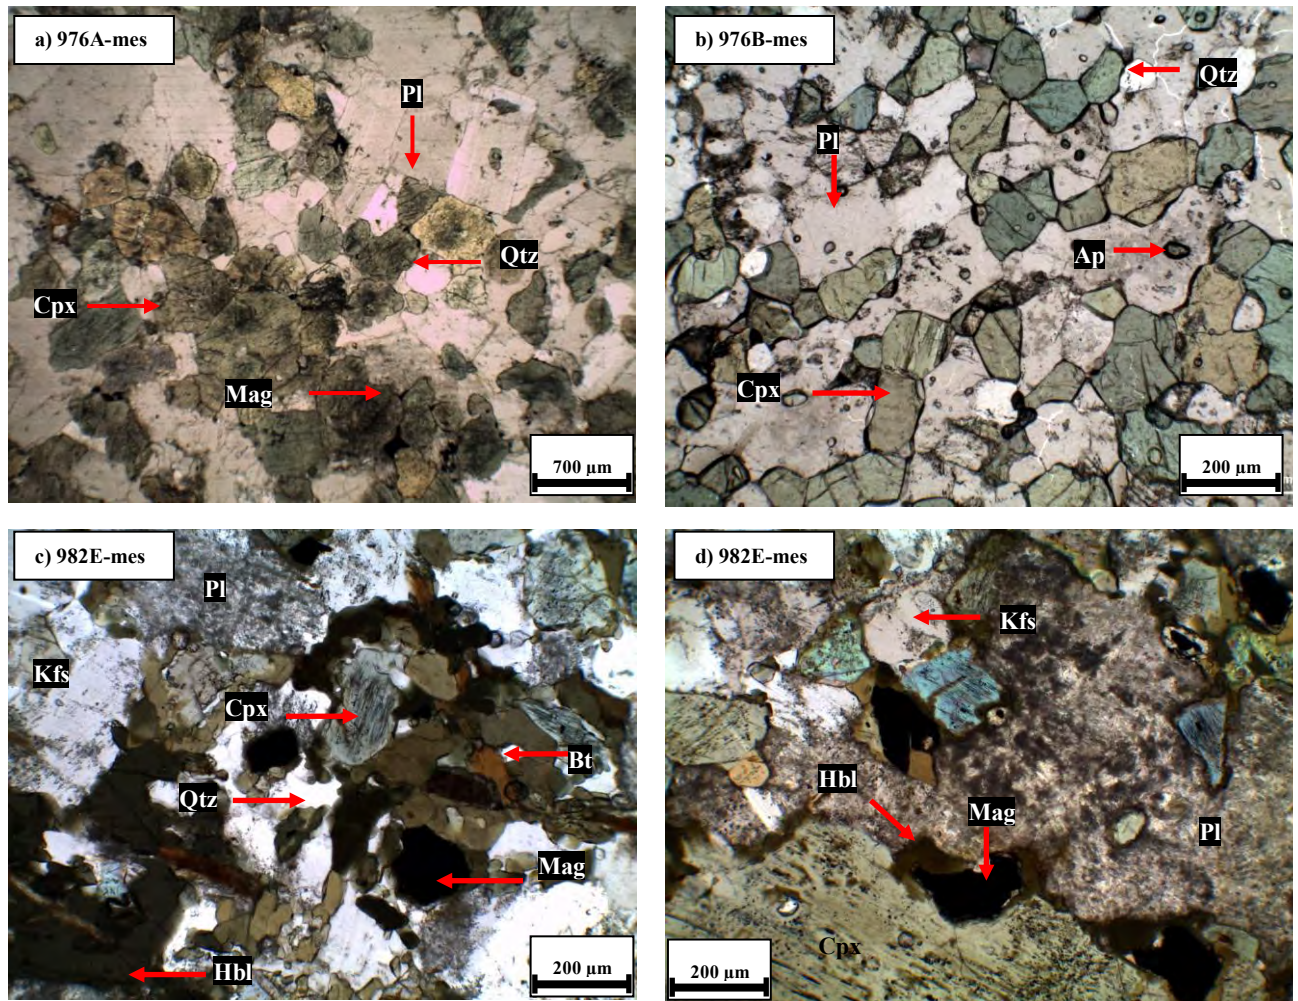 a) 976A-mes
Pl
Qtz
Cpx
Mag
700 µm
b) 976B-mes
Qtz
Pl
Ap
Cpx
200 µm
c) 982E-mes
Pl
Kfs
Cpx
Bt
Qtz
Mag
Hbl
200 µm
d) 982E-mes
Kfs
Hbl
Mag
Pl
Cpx
200 µm